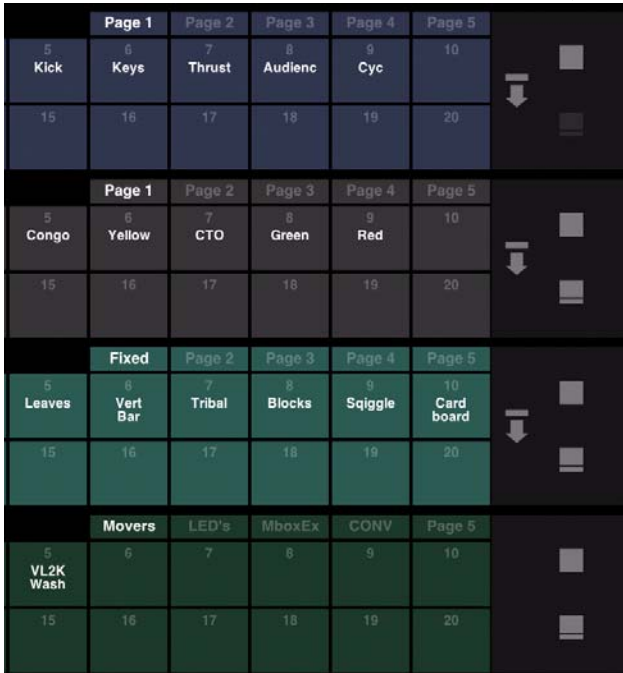 Page 1 Page 2 Page 3 Page 4 Page 5
5 6 7 8 9 10
Kick Keys Thrust Audienc Cyc
15 16 17 18 19 20
Page 1 Page 2 Page 3 Page 4 Page 5
5 6 7 8 9 10
Congo Yellow CTO Green Red
15 16 17 18 19 20
Fixed Page 2 Page 3 Page 4 Page 5
5 6 7 8 9 10
Leaves Vert Tribal Blocks Sqiggle Card
Bar board
15 16 17 18 19 20
Movers LED's MboxEx CONV Page 5
5 6 7 8 9 10
VL2K
Wash
15 16 17 18 19 20